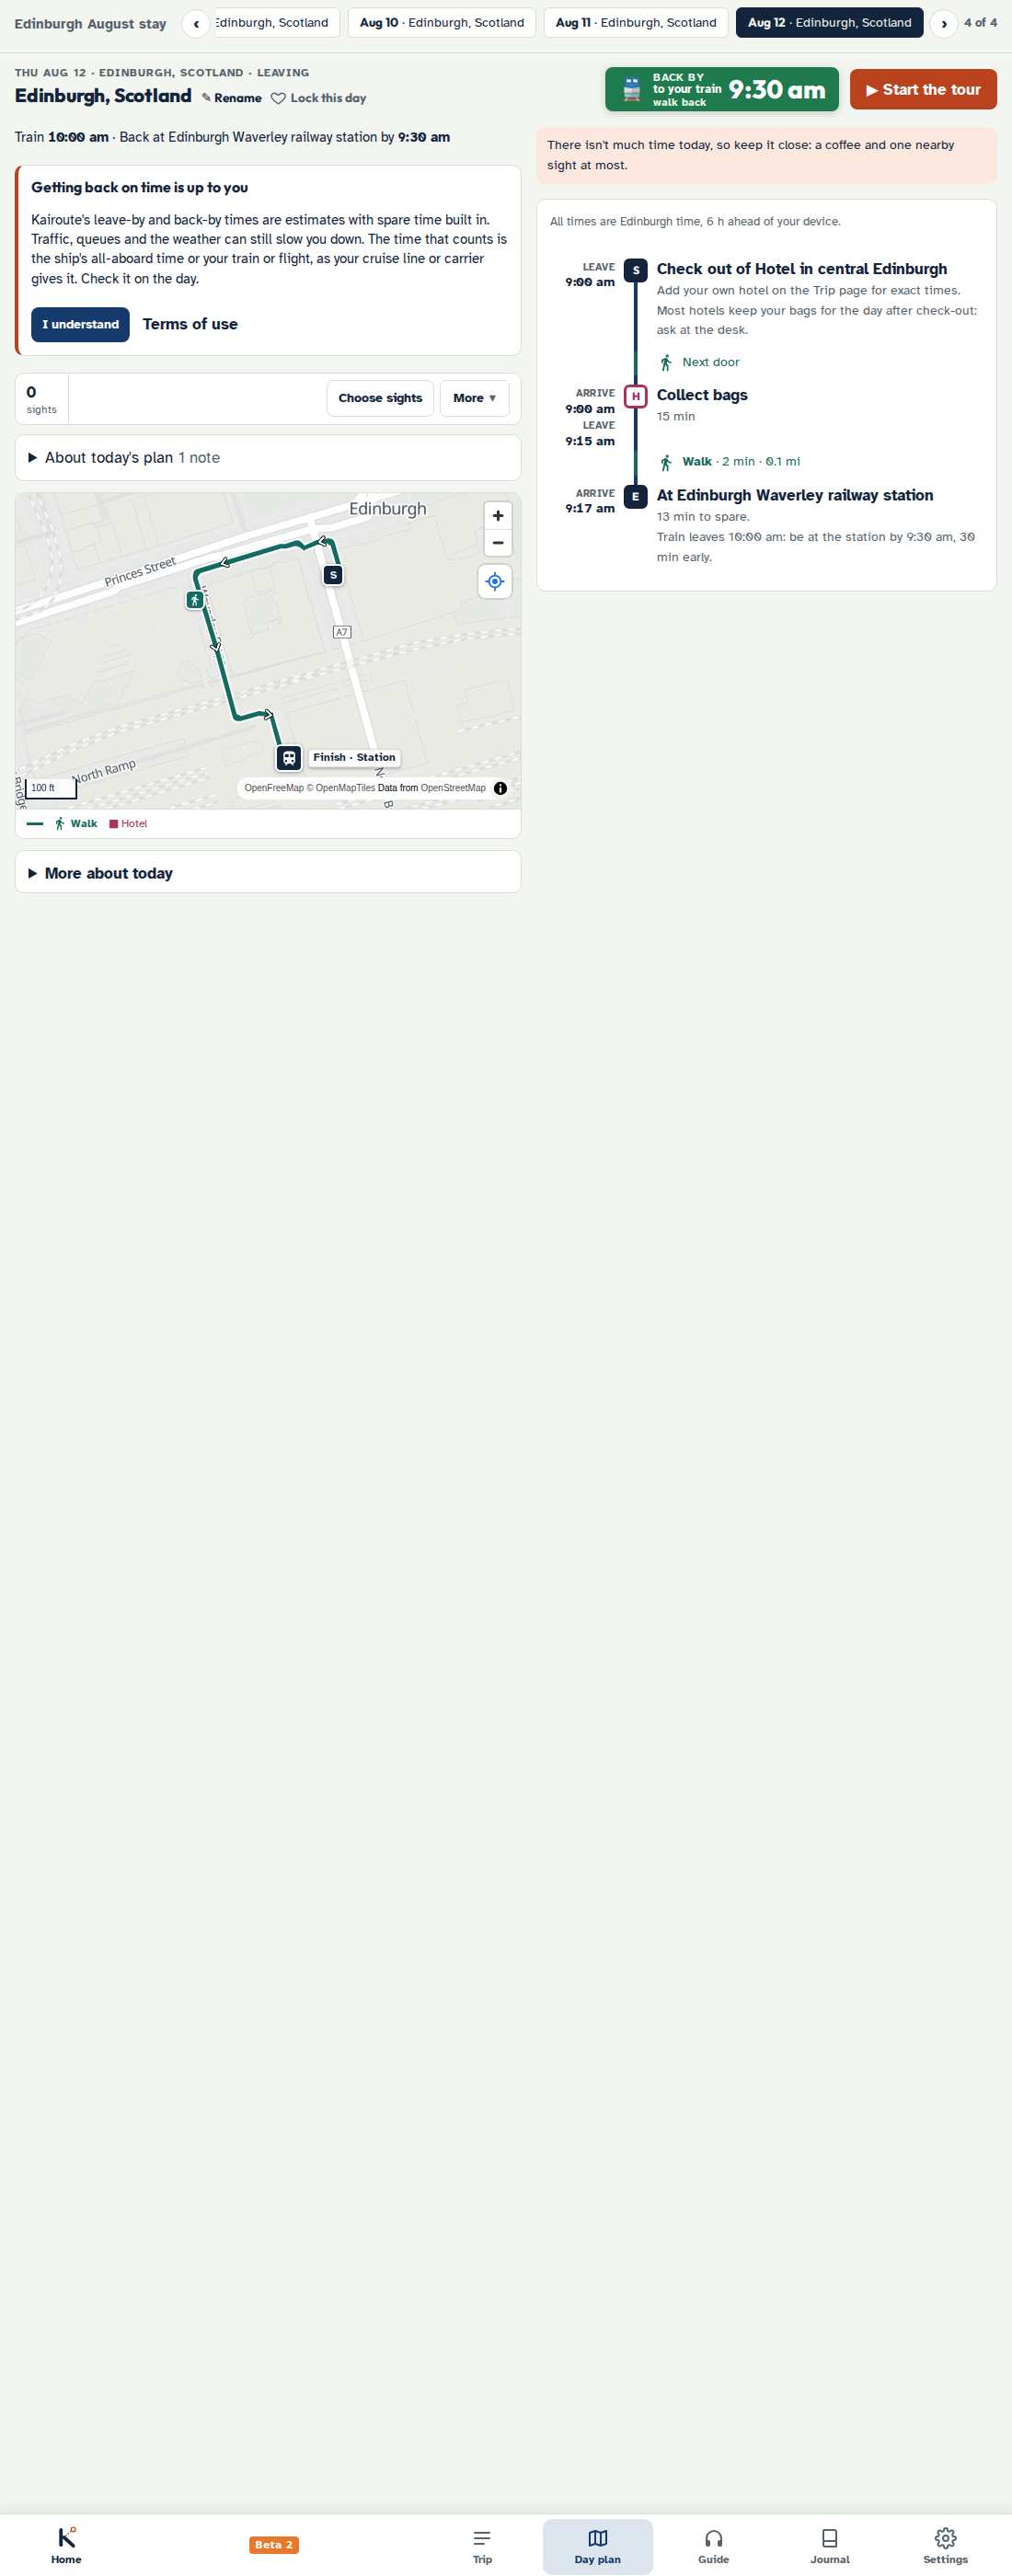 Edinburgh August stay
‹
Edinburgh, Scotland
Aug 10 · Edinburgh, Scotland
Aug 11 · Edinburgh, Scotland
Aug 12 · Edinburgh, Scotland
›
4 of 4
THU AUG 12 · EDINBURGH, SCOTLAND · LEAVING
Edinburgh, Scotland
✎ Rename
Lock this day
BACK BY
to your train
walk back
9:30 am
▶ Start the tour
Train 10:00 am · Back at Edinburgh Waverley railway station by 9:30 am
Getting back on time is up to you
Kairoute's leave-by and back-by times are estimates with spare time built in.
Traffic, queues and the weather can still slow you down. The time that counts is
the ship's all-aboard time or your train or flight, as your cruise line or carrier
gives it. Check it on the day.
I understand
Terms of use
0
sights
Choose sights
More ▼
▶ About today's plan 1 note
Edinburgh
Princes Street
A7
S
North Ramp
Finish · Station
+
−
100 ft
OpenFreeMap © OpenMapTiles Data from OpenStreetMap
Walk
Hotel
▶ More about today
There isn't much time today, so keep it close: a coffee and one nearby
sight at most.
All times are Edinburgh time, 6 h ahead of your device.
LEAVE
9:00 am
S
Check out of Hotel in central Edinburgh
Add your own hotel on the Trip page for exact times.
Most hotels keep your bags for the day after check-out:
ask at the desk.
Next door
ARRIVE
9:00 am
LEAVE
9:15 am
H
Collect bags
15 min
Walk · 2 min · 0.1 mi
ARRIVE
9:17 am
E
At Edinburgh Waverley railway station
13 min to spare.
Train leaves 10:00 am: be at the station by 9:30 am, 30
min early.
Home
Beta 2
Trip
Day plan
Guide
Journal
Settings